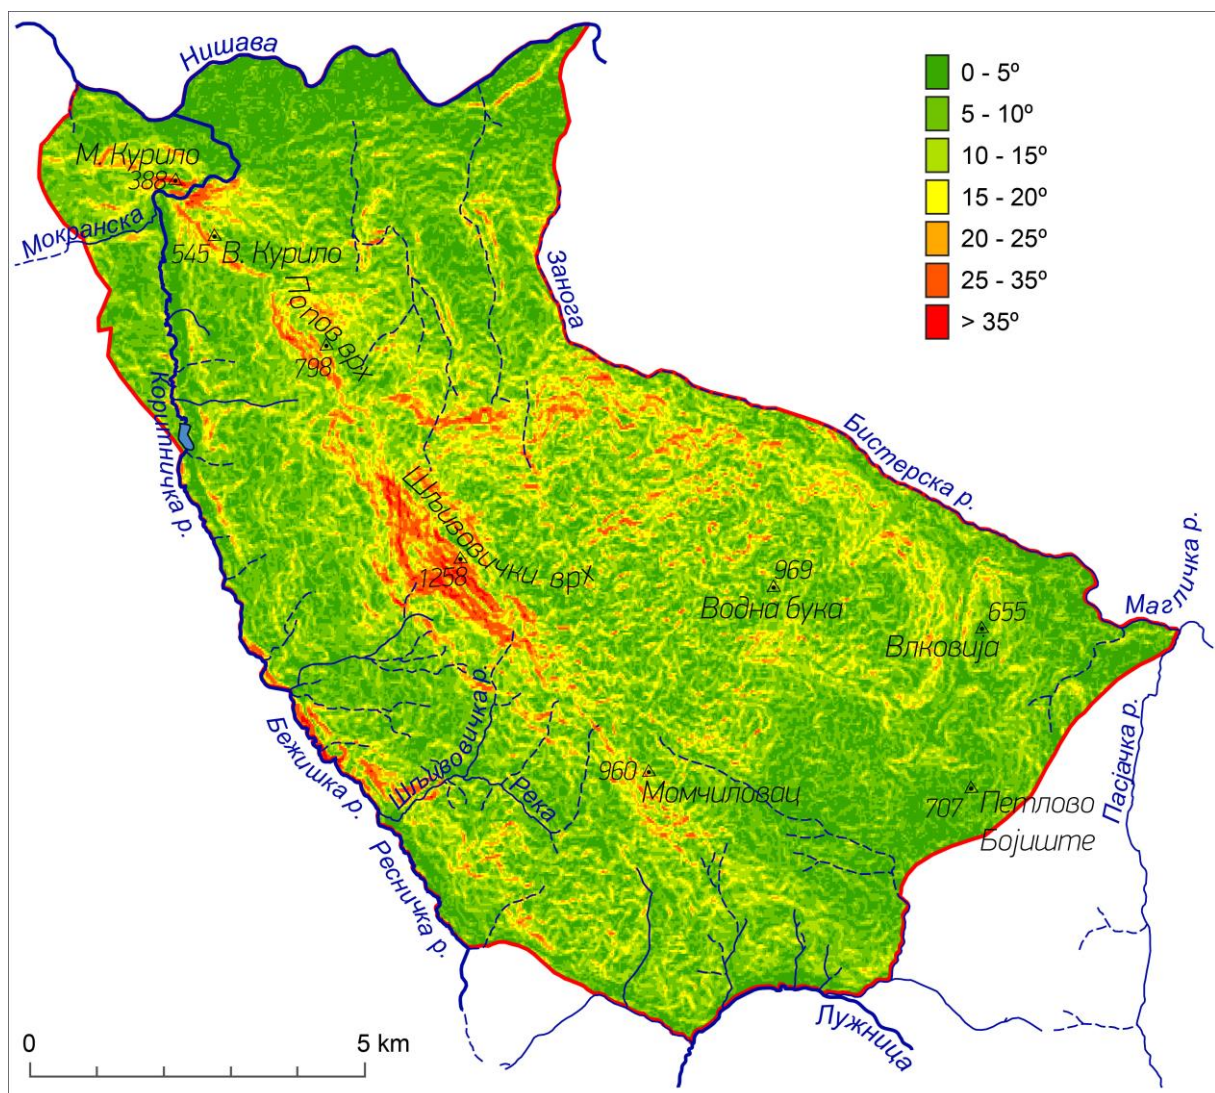 Нишава
0 - 5º
5 - 10º
10 - 15º
15 - 20º
20 - 25º
25 - 35º
> 35º
М. Курило
388
Мокранска
545 В. Курило
Занога
Попов врх
798
Коритничка р.
Бистерска р.
Шљивовички врх
1258
969
Водна бука
655
Влковија
Магличка р.
Бежишка р.
Шљивовичка р.
Река
960
Момчиловац
707 Петлово
Бојиште
Пасјачка р.
Ресничка р.
Лужница
0 5 km